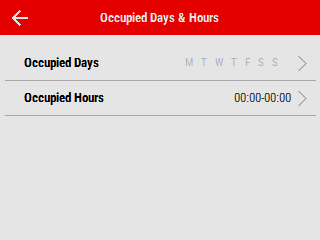 Occupied Days & Hours
Occupied Days M T W T F S S
Occupied Hours 00:00-00:00